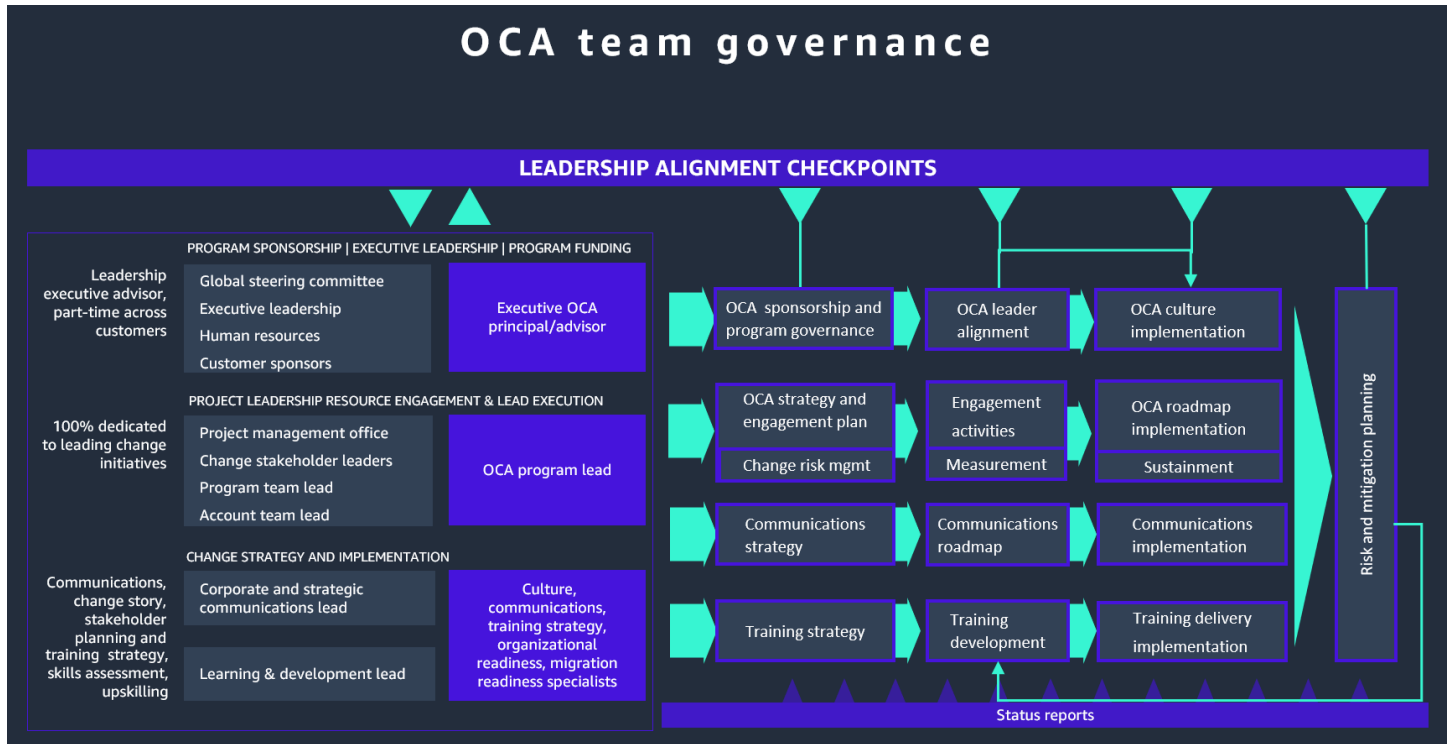 OCA team governance
LEADERSHIP ALIGNMENT CHECKPOINTS
PROGRAM SPONSORSHIP | EXECUTIVE LEADERSHIP | PROGRAM FUNDING
Leadership
executive advisor,
part-time across
customers
Global steering committee
Executive leadership
Human resources
Customer sponsors
Executive OCA
principal/advisor
PROJECT LEADERSHIP RESOURCE ENGAGEMENT & LEAD EXECUTION
100% dedicated
to leading change
initiatives
Project management office
Change stakeholder leaders
Program team lead
Account team lead
OCA program lead
CHANGE STRATEGY AND IMPLEMENTATION
Communications,
change story,
stakeholder
planning and
training strategy,
skills assessment,
upskilling
Corporate and strategic
communications lead
Learning & development lead
Culture,
communications,
training strategy,
organizational
readiness, migration
readiness specialists
OCA sponsorship and
program governance
OCA leader
alignment
OCA culture
implementation
OCA strategy and
engagement plan
Change risk mgmt
Engagement
activities
Measurement
OCA roadmap
implementation
Sustainment
Communications
strategy
Communications
roadmap
Communications
implementation
Training strategy
Training
development
Training delivery
implementation
Risk and mitigation planning
Status reports